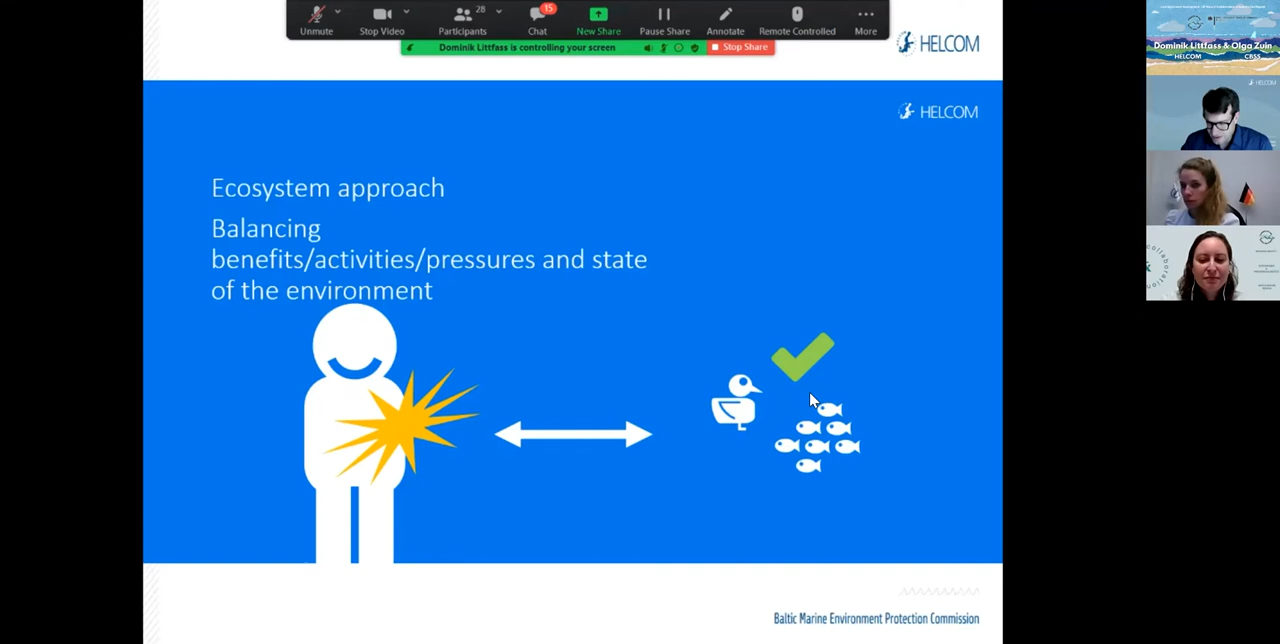 28
15
Unmute
Stop Video
Participants
Chat
New Share
Pause Share
Annotate
Remote Controlled
More
Dominik Littfass is controlling your screen
Stop Share
HELCOM
HELCOM
Ecosystem approach
Balancing
benefits/activities/pressures and state
of the environment
Baltic Marine Environment Protection Commission
Dominik Littfass & Olga Zuin
HELCOM
CBSS
HELCOM
collaboration